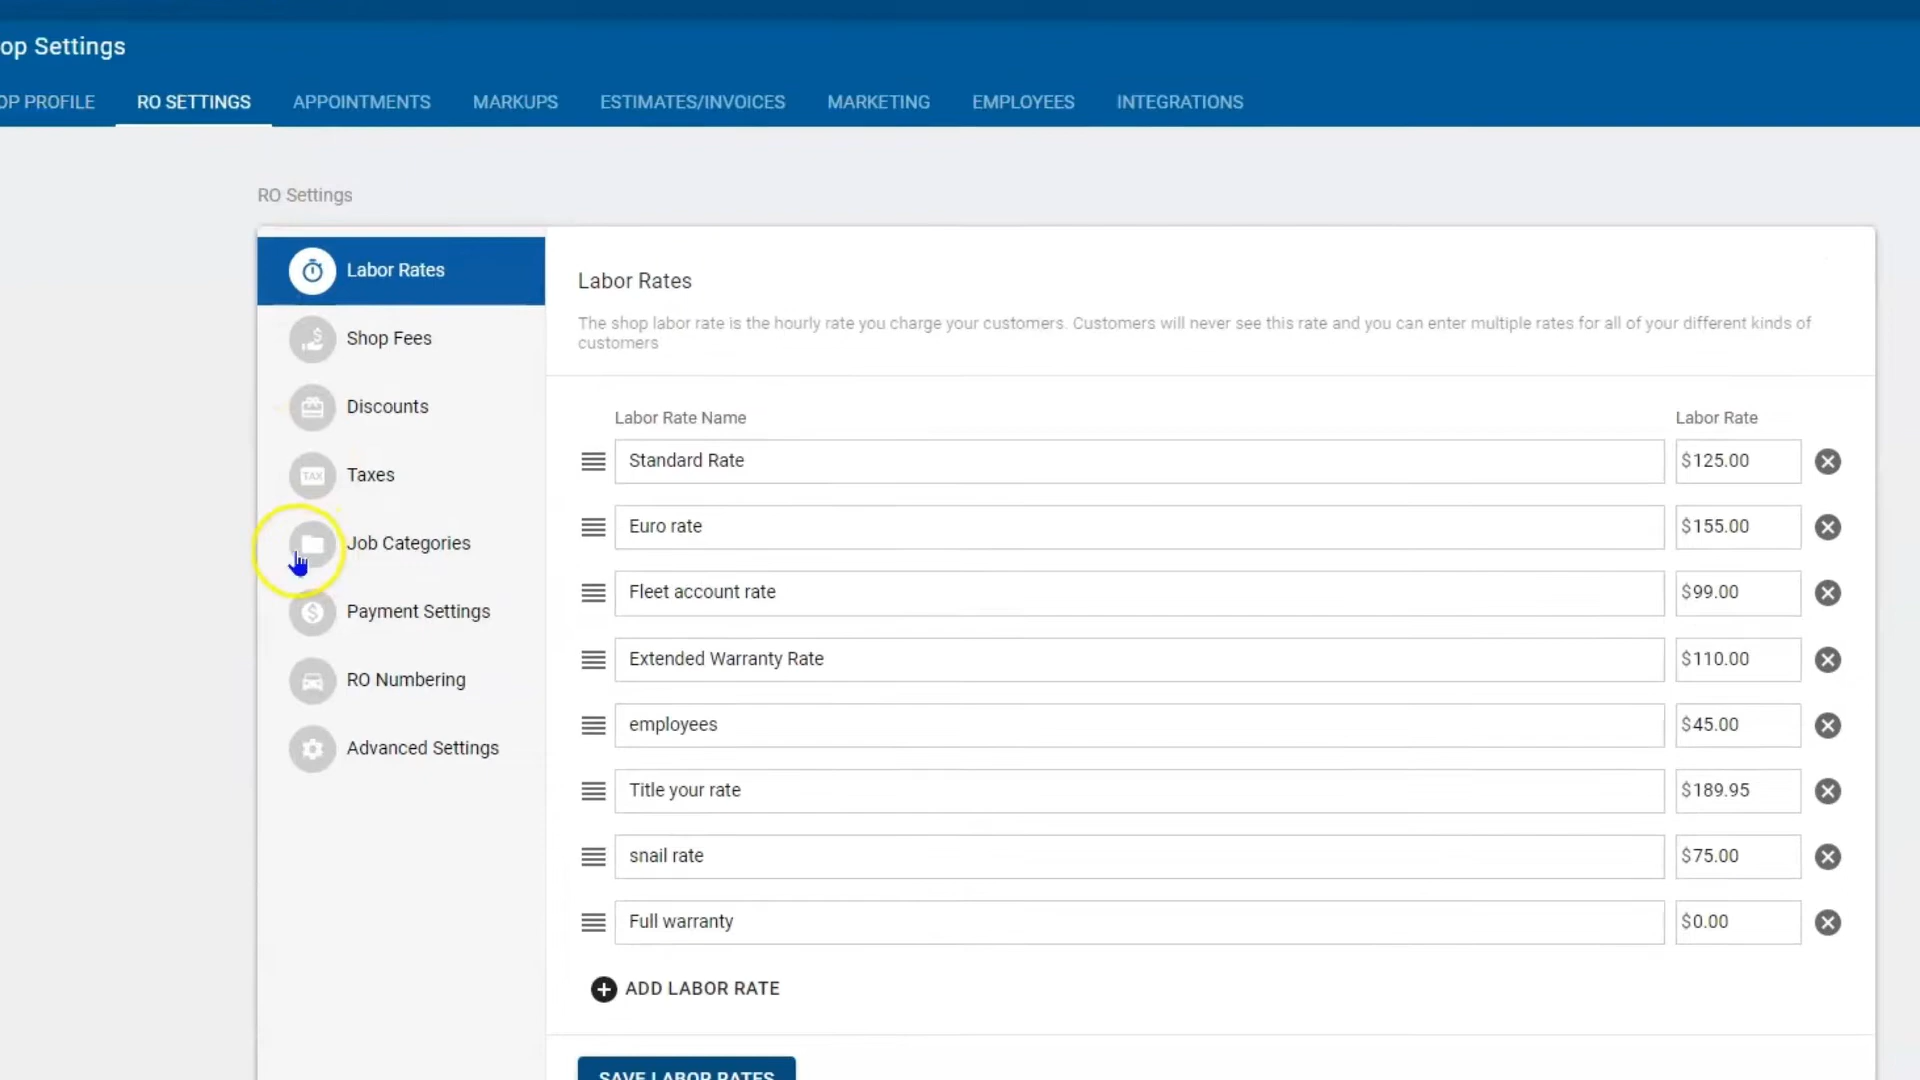 op Settings
OP PROFILE RO SETTINGS APPOINTMENTS MARKUPS ESTIMATES/INVOICES MARKETING EMPLOYEES INTEGRATIONS
RO Settings
Labor Rates
Shop Fees
Discounts
TAX Taxes
Job Categories
Payment Settings
RO Numbering
Advanced Settings
Labor Rates
The shop labor rate is the hourly rate you charge your customers. Customers will never see this rate and you can enter multiple rates for all of your different kinds of
customers
Labor Rate Name Labor Rate
Standard Rate $125.00
Euro rate $155.00
Fleet account rate $99.00
Extended Warranty Rate $110.00
employees $45.00
Title your rate $189.95
snail rate $75.00
Full warranty $0.00
ADD LABOR RATE
SAVE LABOR RATES